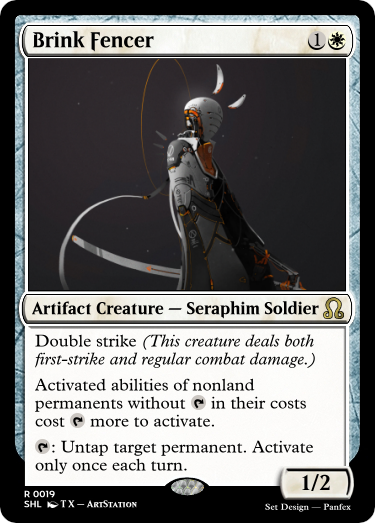 Brink Fencer 1
Artifact Creature — Seraphim Soldier
Double strike (This creature deals both
first-strike and regular combat damage.)
Activated abilities of nonland
permanents without in their costs
cost more to activate.
: Untap target permanent. Activate
only once each turn.
1/2
R 0019
SHL TX — ArtStation
Set Design — Panfex